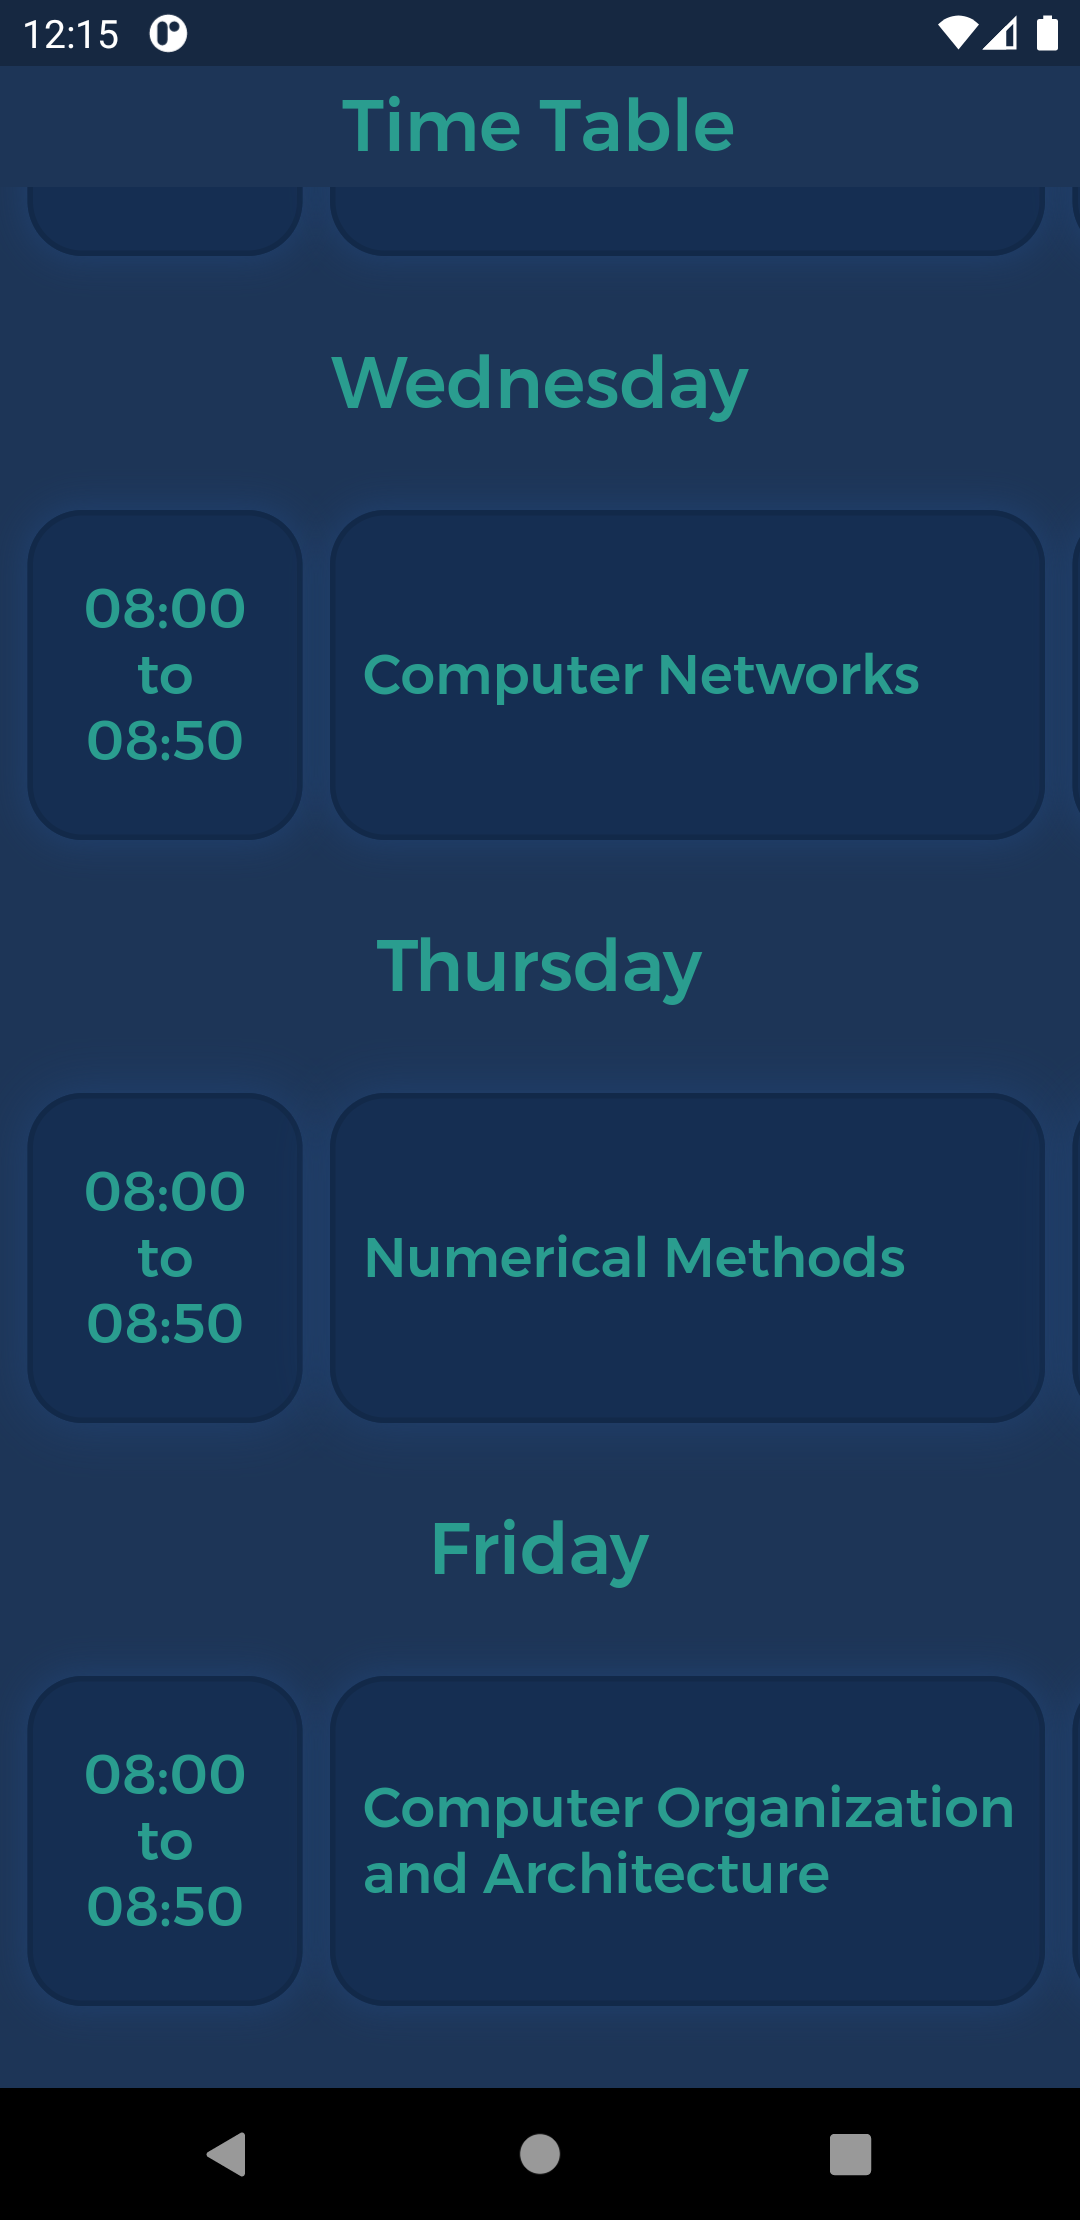 12:15
Time Table
Wednesday
08:00
to
08:50
Computer Networks
Thursday
08:00
to
08:50
Numerical Methods
Friday
08:00
to
08:50
Computer Organization
and Architecture